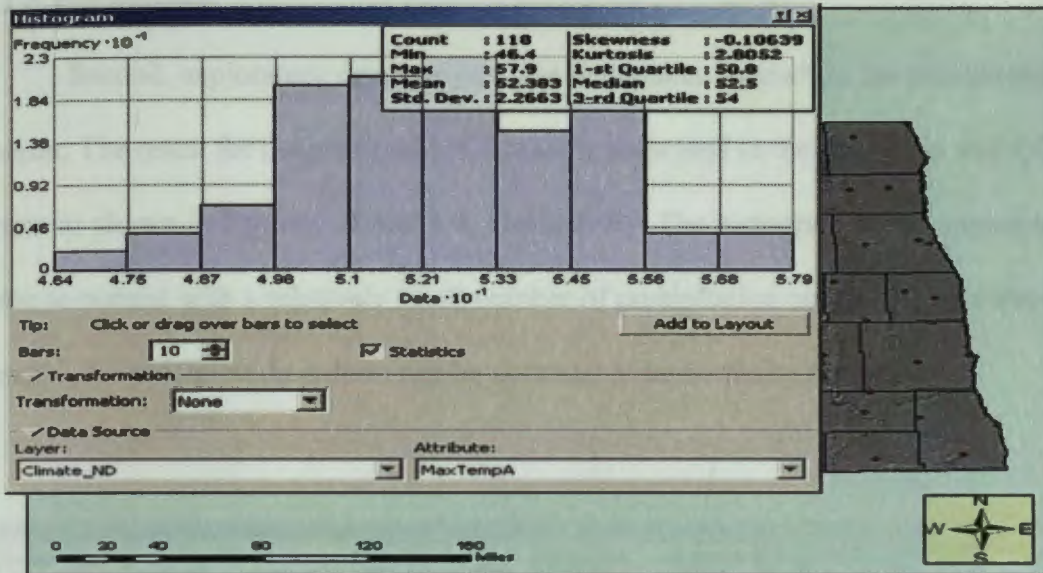 Histogram
Frequency · 10⁻¹
2.3
1.84
1.38
0.92
0.46
0
4.64 4.76 4.87 4.98 5.1 5.21 5.33 5.45 5.56 5.68 5.79
Data · 10⁻¹
Count : 118 Skewness : -0.10639
Min : 46.4 Kurtosis : 2.8052
Max : 57.9 1-st Quartile : 50.8
Mean : 52.383 Median : 52.5
Std. Dev. : 2.2663 3-rd Quartile : 54
Tip: Click or drag over bars to select
Add to Layout
Bars: 10 Statistics
Transformation
Transformation: None
Data Source
Layer: Attribute:
Climate_ND MaxTempA
0 20 40 80 120 160
Miles
N
W E
S